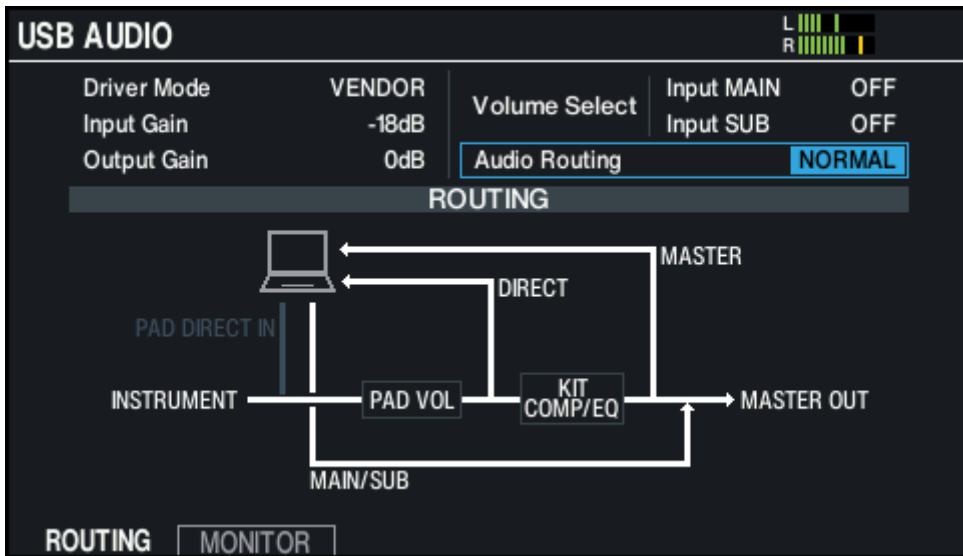 USB AUDIO
L
R
Driver Mode VENDOR
Input Gain -18dB
Output Gain 0dB
Volume Select
Input MAIN OFF
Input SUB OFF
Audio Routing NORMAL
ROUTING
MASTER
DIRECT
PAD DIRECT IN
INSTRUMENT
PAD VOL
KIT
COMP/EQ
MASTER OUT
MAIN/SUB
ROUTING MONITOR